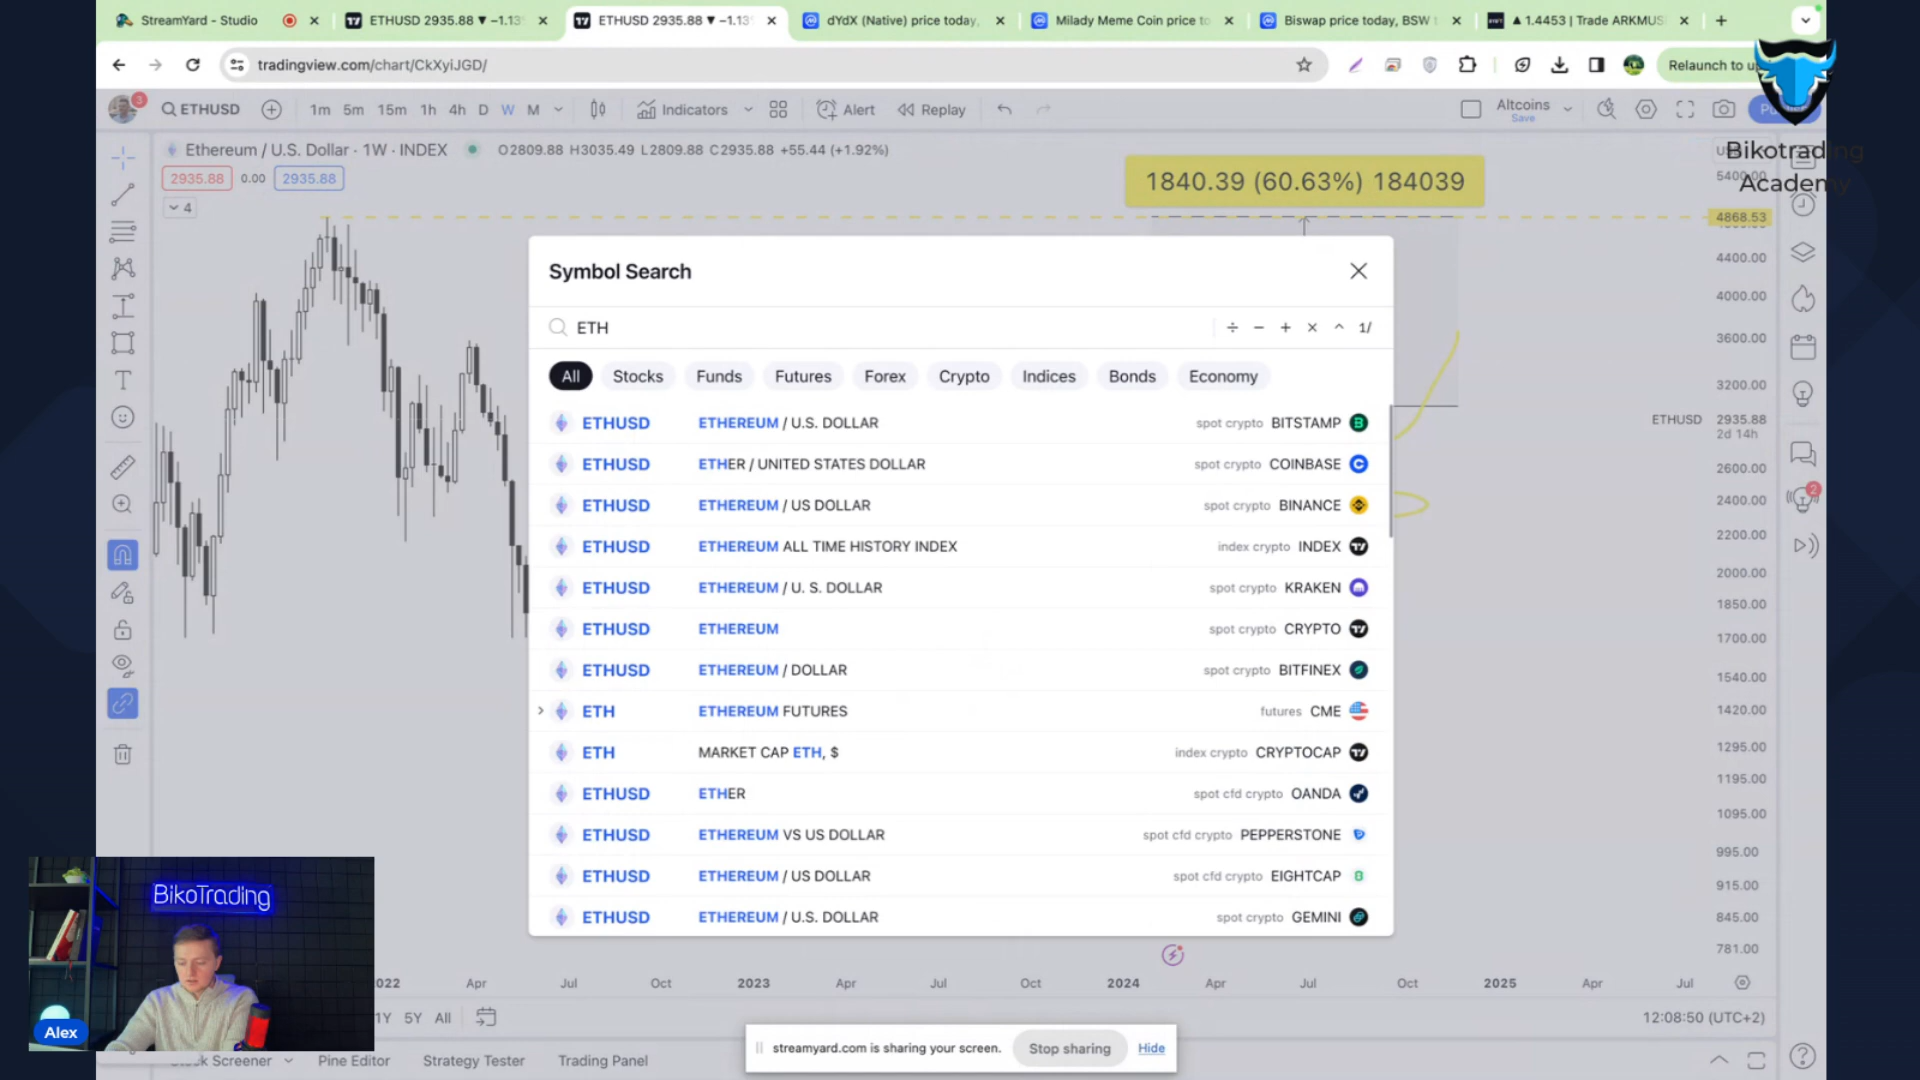 StreamYard - Studio
ETHUSD 2935.88 ▼ −1.13
ETHUSD 2935.88 ▼ −1.13
dYdX (Native) price today,
Milady Meme Coin price to
Biswap price today, BSW
▲ 1.4453 | Trade ARKMUS
tradingview.com/chart/CkXyiJGD/
Relaunch to up
3
ETHUSD
1m 5m 15m 1h 4h D W M
Indicators
Alert
Replay
Altcoins
Save
Bikotrading
Academy
Ethereum / U.S. Dollar · 1W · INDEX
O2809.88 H3035.49 L2809.88 C2935.88 +55.44 (+1.92%)
2935.88 0.00 2935.88
4
1840.39 (60.63%) 184039
5400.00
4868.53
4400.00
4000.00
3600.00
3200.00
ETHUSD 2935.88
2d 14h
2600.00
2400.00
2200.00
2000.00
1850.00
1700.00
1540.00
1420.00
1295.00
1195.00
1095.00
995.00
915.00
845.00
781.00
2
Symbol Search
ETH
÷ − + × ^ 1/
All Stocks Funds Futures Forex Crypto Indices Bonds Economy
ETHUSD ETHEREUM / U.S. DOLLAR spot crypto BITSTAMP
ETHUSD ETHER / UNITED STATES DOLLAR spot crypto COINBASE
ETHUSD ETHEREUM / US DOLLAR spot crypto BINANCE
ETHUSD ETHEREUM ALL TIME HISTORY INDEX index crypto INDEX
ETHUSD ETHEREUM / U. S. DOLLAR spot crypto KRAKEN
ETHUSD ETHEREUM spot crypto CRYPTO
ETHUSD ETHEREUM / DOLLAR spot crypto BITFINEX
ETH ETHEREUM FUTURES futures CME
ETH MARKET CAP ETH, $ index crypto CRYPTOCAP
ETHUSD ETHER spot cfd crypto OANDA
ETHUSD ETHEREUM VS US DOLLAR spot cfd crypto PEPPERSTONE
ETHUSD ETHEREUM / US DOLLAR spot cfd crypto EIGHTCAP
ETHUSD ETHEREUM / U.S. DOLLAR spot crypto GEMINI
022 Apr Jul Oct 2023 Apr Jul Oct 2024 Apr Jul Oct 2025 Apr Jul
1Y 5Y All
12:08:50 (UTC+2)
BikoTrading
Alex
streamyard.com is sharing your screen.
Stop sharing
Hide
Screener
Pine Editor
Strategy Tester
Trading Panel